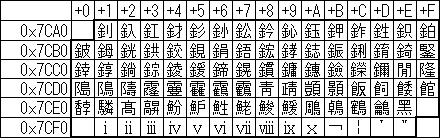 +0 +1 +2 +3 +4 +5 +6 +7 +8 +9 +A +B +C +D +E +F
0x7CA0 釗 釞 釭 釮 釤 釥 鈆 鈐 鈊 鈺 鉀 鈼 鉎 鉙 鉑
0x7CB0 鈹 鉧 銧 鉷 鉸 鋧 鋗 鋙 鋐 﨧 鋕 鋠 鋓 錥 錡 鋻
0x7CC0 﨨 錞 鋿 錝 錂 鍰 鍗 鎤 鏆 鏞 鏸 鐱 鑅 鑈 閒 隆
0x7CD0 﨩 隝 隯 霳 霻 靃 靍 靏 靑 靕 顗 顥 飯 飼 餧 館
0x7CE0 馞 驎 髙 髜 魵 魲 鮏 鮱 鮻 鰀 鵰 鵫 鶴 鸙 黑
0x7CF0 ⅰ ⅱ ⅲ ⅳ ⅴ ⅵ ⅶ ⅷ ⅸ ⅹ ￢ ￤ ＇ ＂